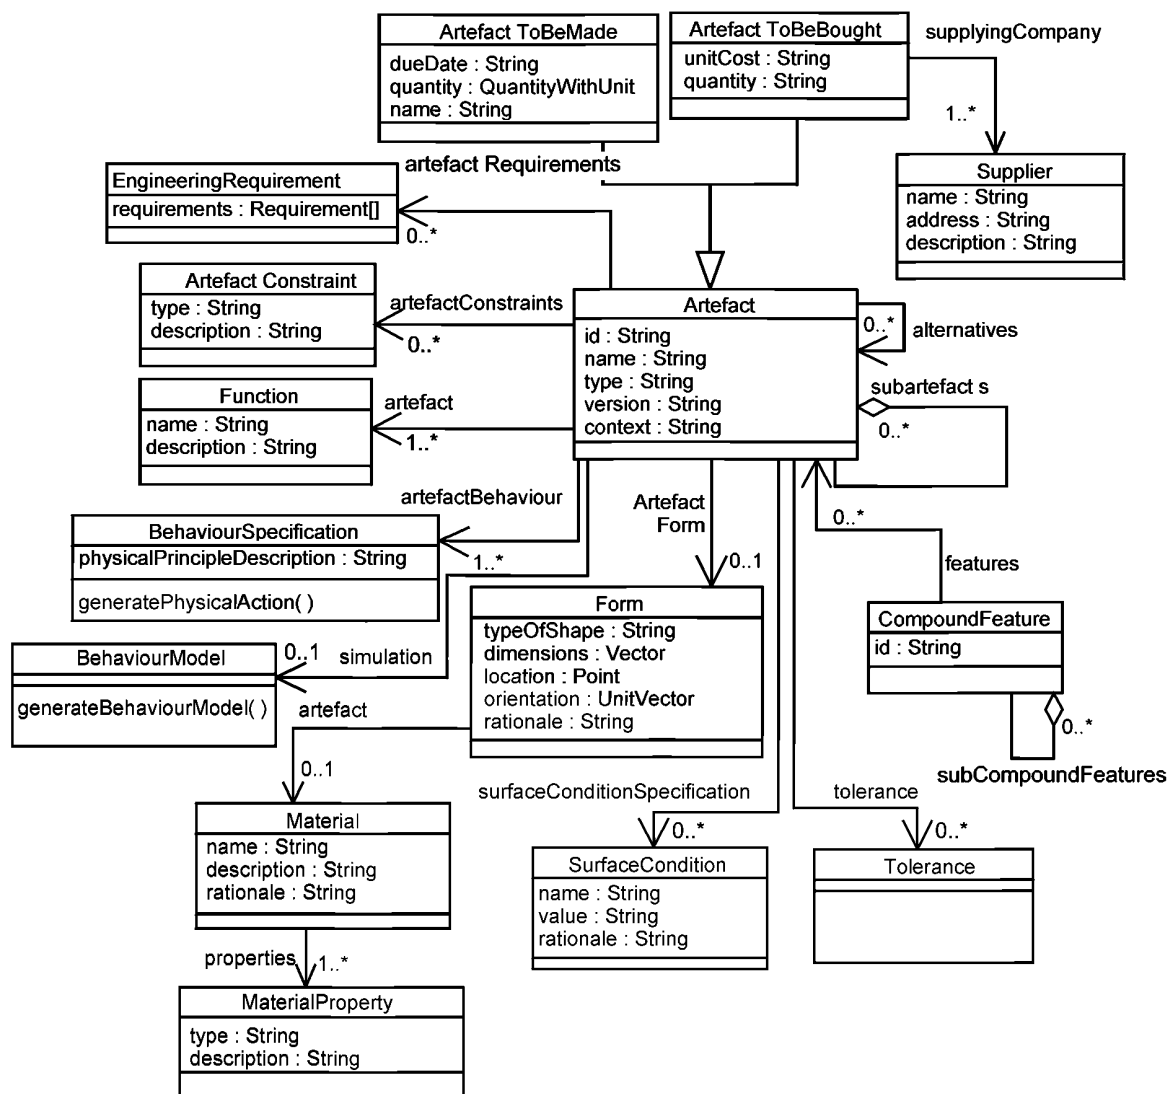 Artefact ToBeMade
dueDate : String
quantity : QuantityWithUnit
name : String
Artefact ToBeBought
unitCost : String
quantity : String
supplyingCompany
1..*
Supplier
name : String
address : String
description : String
artefact Requirements
EngineeringRequirement
requirements : Requirement[]
0..*
Artefact Constraint
type : String
description : String
artefactConstraints
0..*
Artefact
id : String
name : String
type : String
version : String
context : String
0..*
alternatives
subartefact s
0..*
Function
name : String
description : String
artefact
1..*
artefactBehaviour
BehaviourSpecification
physicalPrincipleDescription : String
generatePhysicalAction( )
1..*
Artefact
Form
0..1
0..*
features
Form
typeOfShape : String
dimensions : Vector
location : Point
orientation : UnitVector
rationale : String
CompoundFeature
id : String
0..*
subCompoundFeatures
BehaviourModel
generateBehaviourModel( )
0..1
simulation
artefact
0..1
Material
name : String
description : String
rationale : String
surfaceConditionSpecification
0..*
tolerance
0..*
SurfaceCondition
name : String
value : String
rationale : String
Tolerance
properties
1..*
MaterialProperty
type : String
description : String